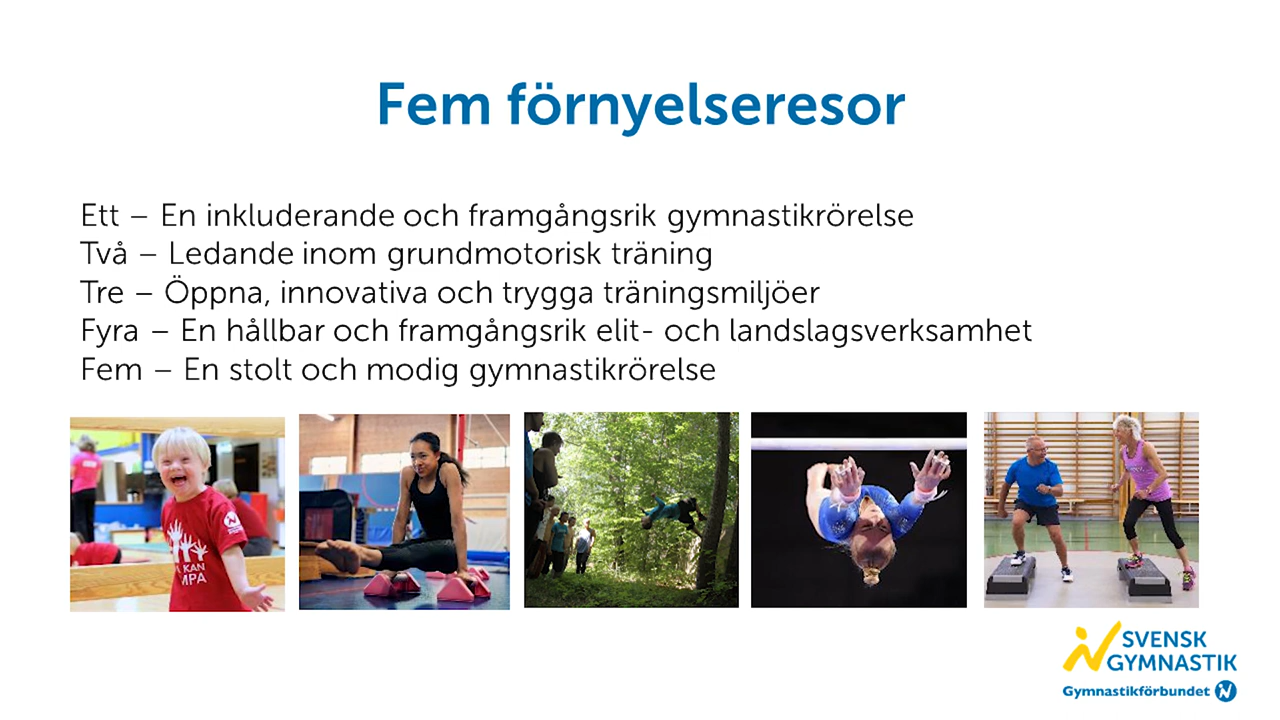 Fem förnyelseresor
Ett – En inkluderande och framgångsrik gymnastikrörelse
Två – Ledande inom grundmotorisk träning
Tre – Öppna, innovativa och trygga träningsmiljöer
Fyra – En hållbar och framgångsrik elit- och landslagsverksamhet
Fem – En stolt och modig gymnastikrörelse
KAN
SVENSK
GYMNASTIK
Gymnastikförbundet